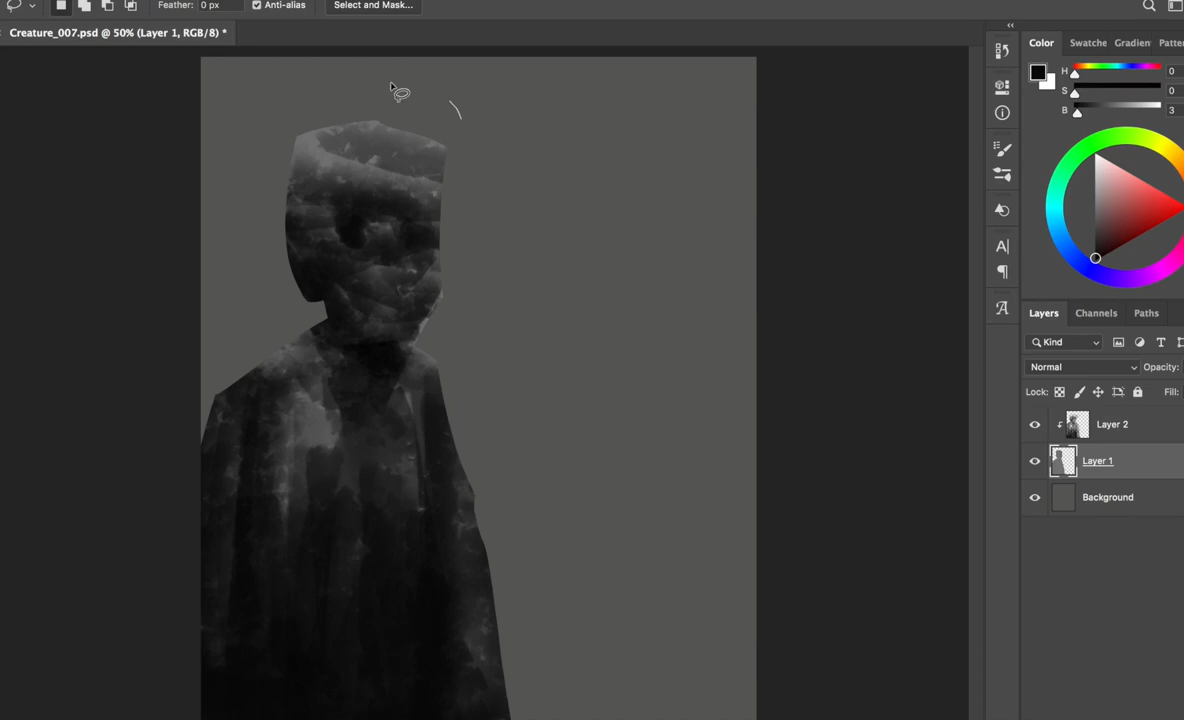 Feather: 0 px Anti-alias Select and Mask...
Creature_007.psd @ 50% (Layer 1, RGB/8) *
Color Swatche Gradien Patte
H 0
S 0
B 3
Layers Channels Paths
Kind
Normal Opacity:
Lock: Fill:
Layer 2
Layer 1
Background